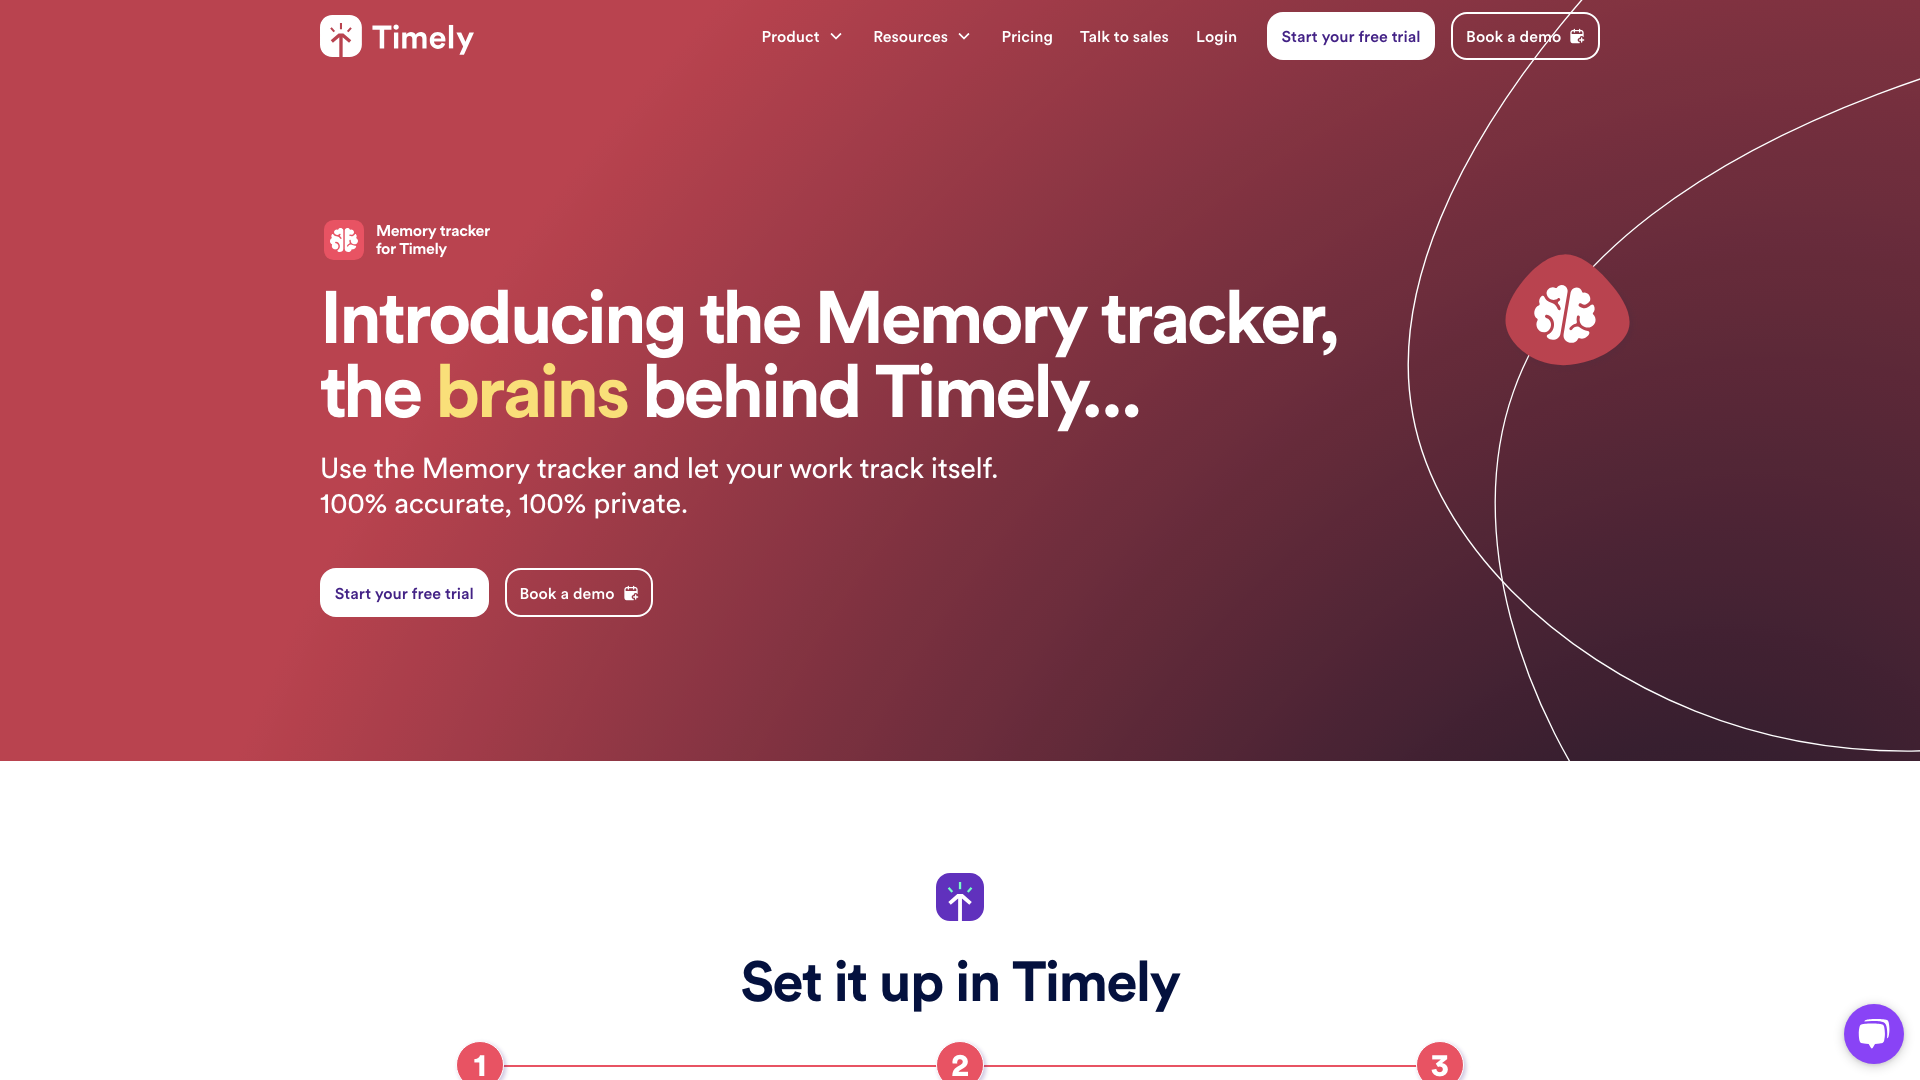 Timely
Product
Resources
Pricing
Talk to sales
Login
Start your free trial
Book a demo
Memory tracker
for Timely
Introducing the Memory tracker,
the brains behind Timely...
Use the Memory tracker and let your work track itself.
100% accurate, 100% private.
Start your free trial
Book a demo
Set it up in Timely
1
2
3